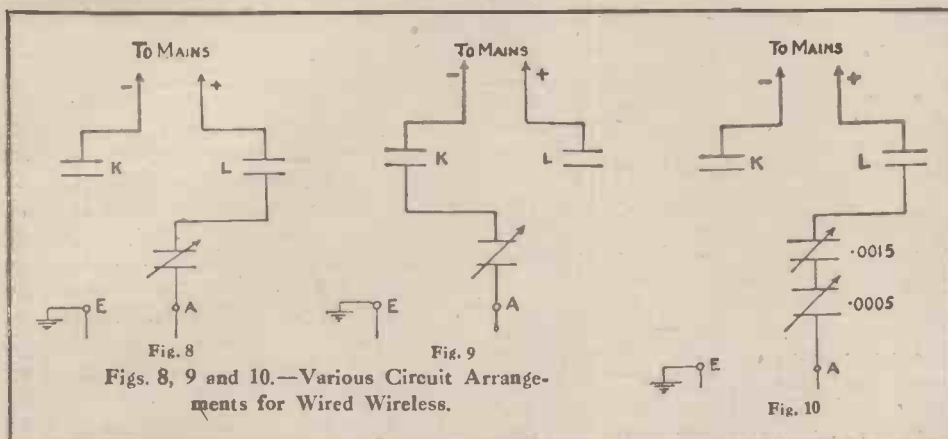 To Mains
- +
K L
E A
Fig. 8
To Mains
- +
K L
E A
Fig. 9
Figs. 8, 9 and 10.—Various Circuit Arrange-
ments for Wired Wireless.
To Mains
- +
K L
·0015
·0005
E A
Fig. 10